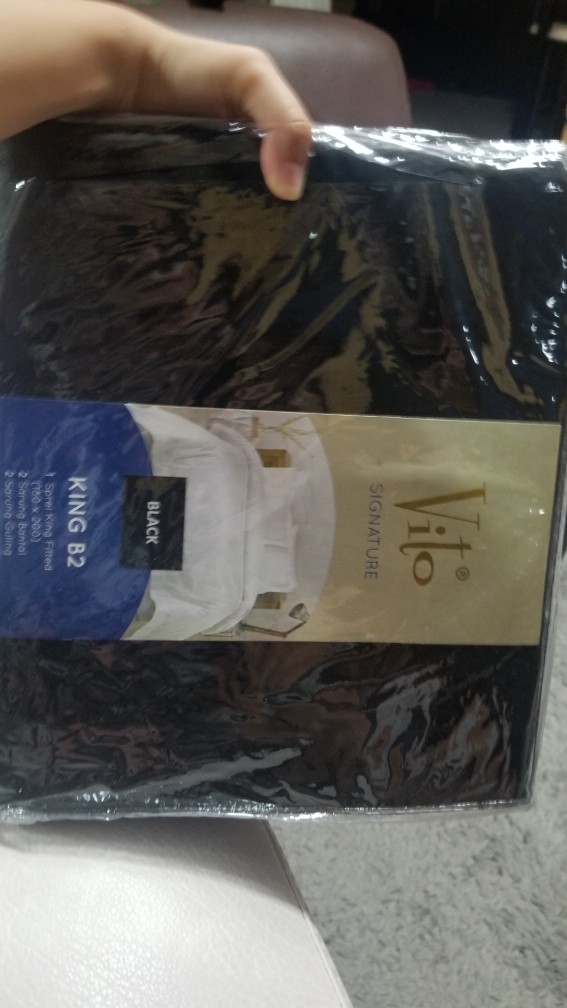 Vito®
SIGNATURE
BLACK
KING B2
1 Sprei King Fitted
(180 x 200)
2 Sarung Bantal
2 Sarung Guling